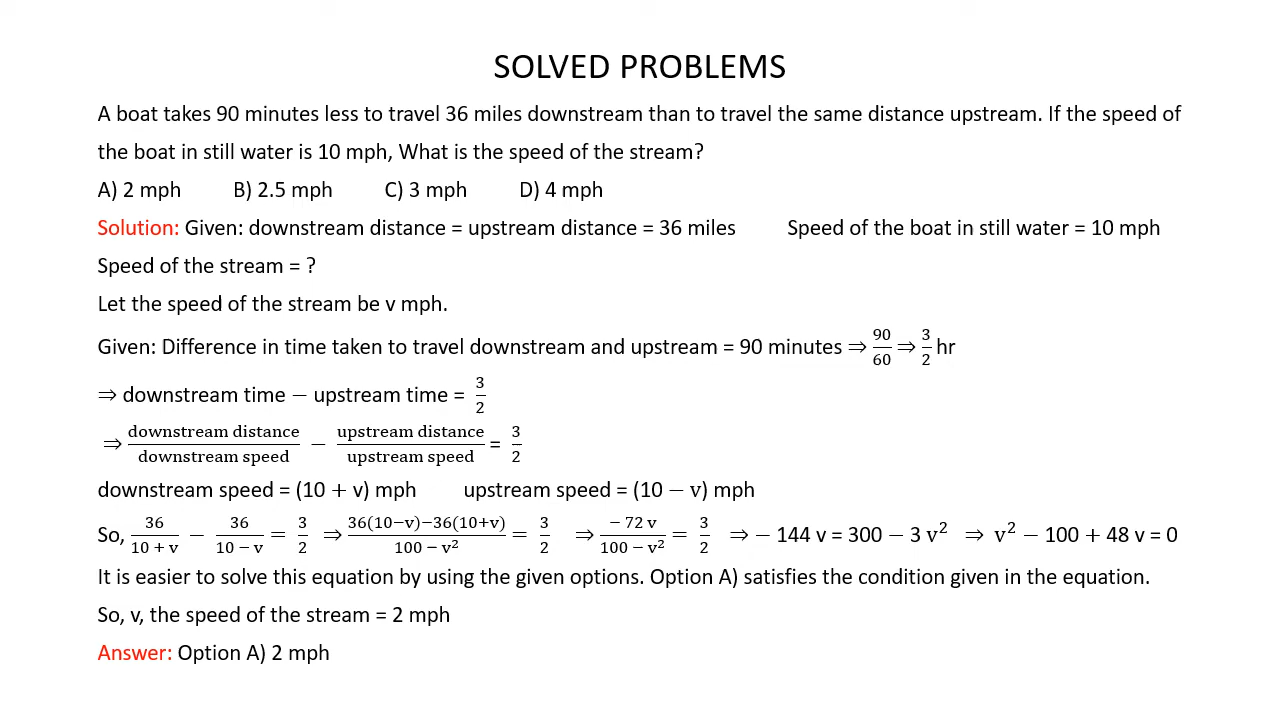 SOLVED PROBLEMS
A boat takes 90 minutes less to travel 36 miles downstream than to travel the same distance upstream. If the speed of
the boat in still water is 10 mph, What is the speed of the stream?
A) 2 mph B) 2.5 mph C) 3 mph D) 4 mph
Solution: Given: downstream distance = upstream distance = 36 miles Speed of the boat in still water = 10 mph
Speed of the stream = ?
Let the speed of the stream be v mph.
Given: Difference in time taken to travel downstream and upstream = 90 minutes ⇒ 90/60 ⇒ 3/2 hr
⇒ downstream time − upstream time = 3/2
⇒ downstream distance/downstream speed − upstream distance/upstream speed = 3/2
downstream speed = (10 + v) mph upstream speed = (10 − v) mph
So, 36/(10 + v) − 36/(10 − v) = 3/2 ⇒ (36(10−v)−36(10+v))/(100 − v²) = 3/2 ⇒ (− 72 v)/(100 − v²) = 3/2 ⇒ − 144 v = 300 − 3 v² ⇒ v² − 100 + 48 v = 0
It is easier to solve this equation by using the given options. Option A) satisfies the condition given in the equation.
So, v, the speed of the stream = 2 mph
Answer: Option A) 2 mph